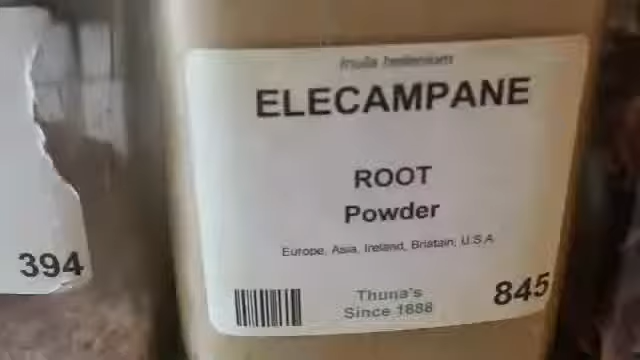 Inula helenium
ELECAMPANE
ROOT
Powder
Europe, Asia, Ireland, Briatain, U.S.A
Thuna's
Since 1888
845
394